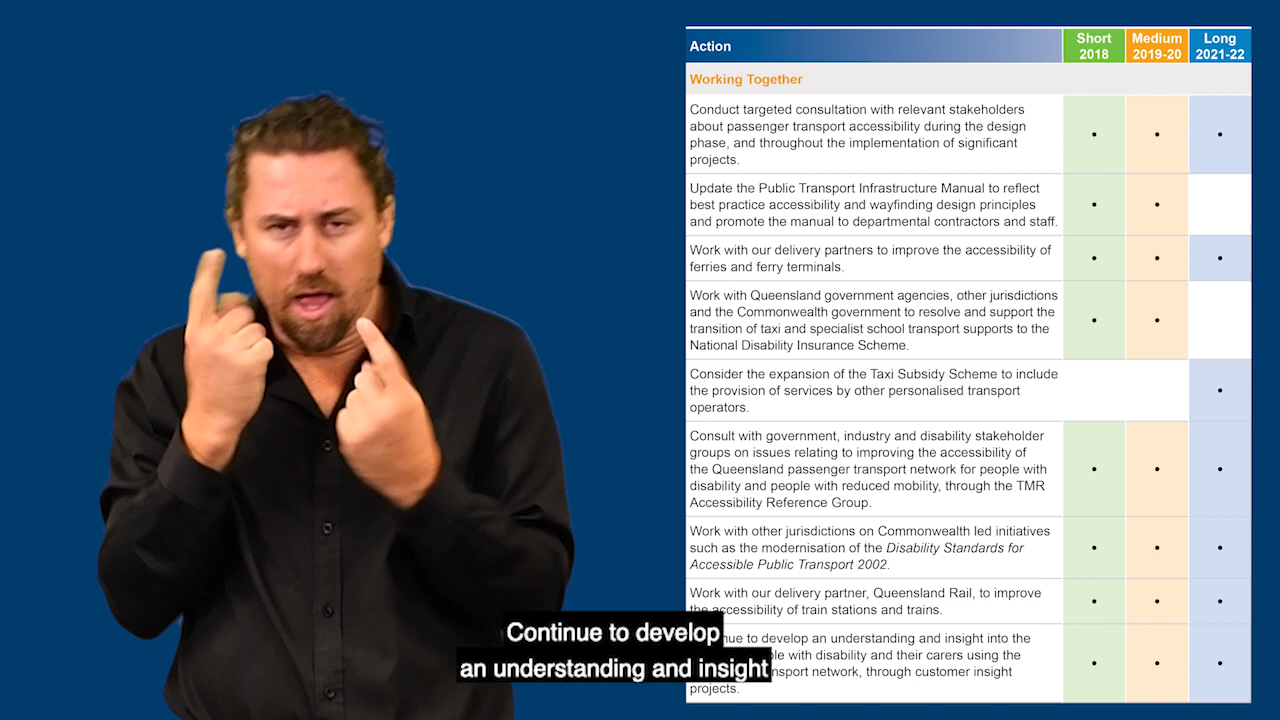 Action
Short
2018
Medium
2019-20
Long
2021-22
Working Together
Conduct targeted consultation with relevant stakeholders
about passenger transport accessibility during the design
phase, and throughout the implementation of significant
projects.
Update the Public Transport Infrastructure Manual to reflect
best practice accessibility and wayfinding design principles
and promote the manual to departmental contractors and staff.
Work with our delivery partners to improve the accessibility of
ferries and ferry terminals.
Work with Queensland government agencies, other jurisdictions
and the Commonwealth government to resolve and support the
transition of taxi and specialist school transport supports to the
National Disability Insurance Scheme.
Consider the expansion of the Taxi Subsidy Scheme to include
the provision of services by other personalised transport
operators.
Consult with government, industry and disability stakeholder
groups on issues relating to improving the accessibility of
the Queensland passenger transport network for people with
disability and people with reduced mobility, through the TMR
Accessibility Reference Group.
Work with other jurisdictions on Commonwealth led initiatives
such as the modernisation of the Disability Standards for
Accessible Public Transport 2002.
Work with our delivery partner, Queensland Rail, to improve
the accessibility of train stations and trains.
to develop an understanding and insight into the
with disability and their carers using the
network, through customer insight
projects.
Continue to develop
an understanding and insight